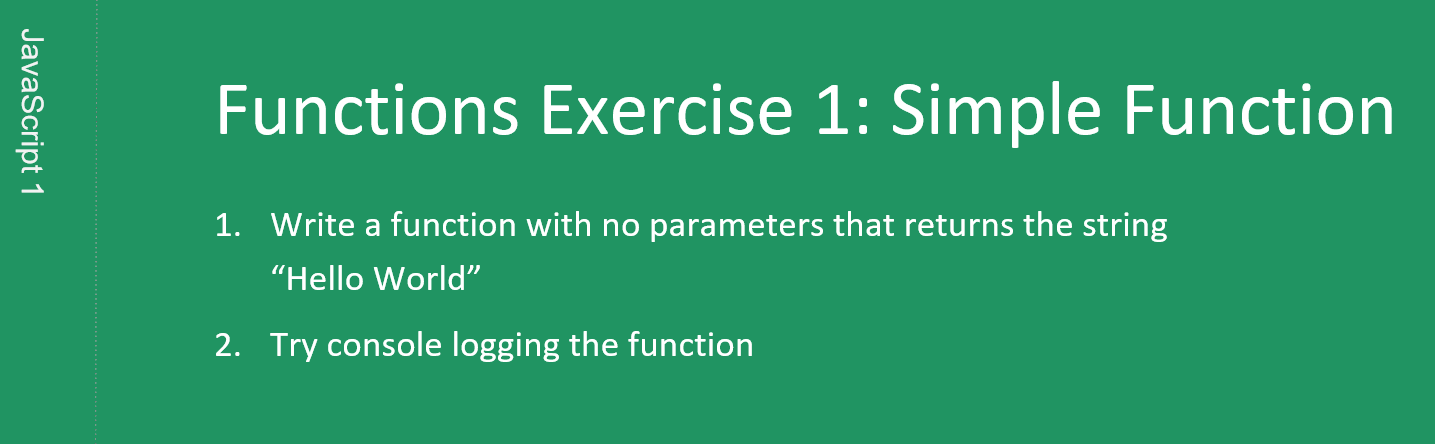 JavaScript 1
Functions Exercise 1: Simple Function
1. Write a function with no parameters that returns the string
“Hello World”
2. Try console logging the function